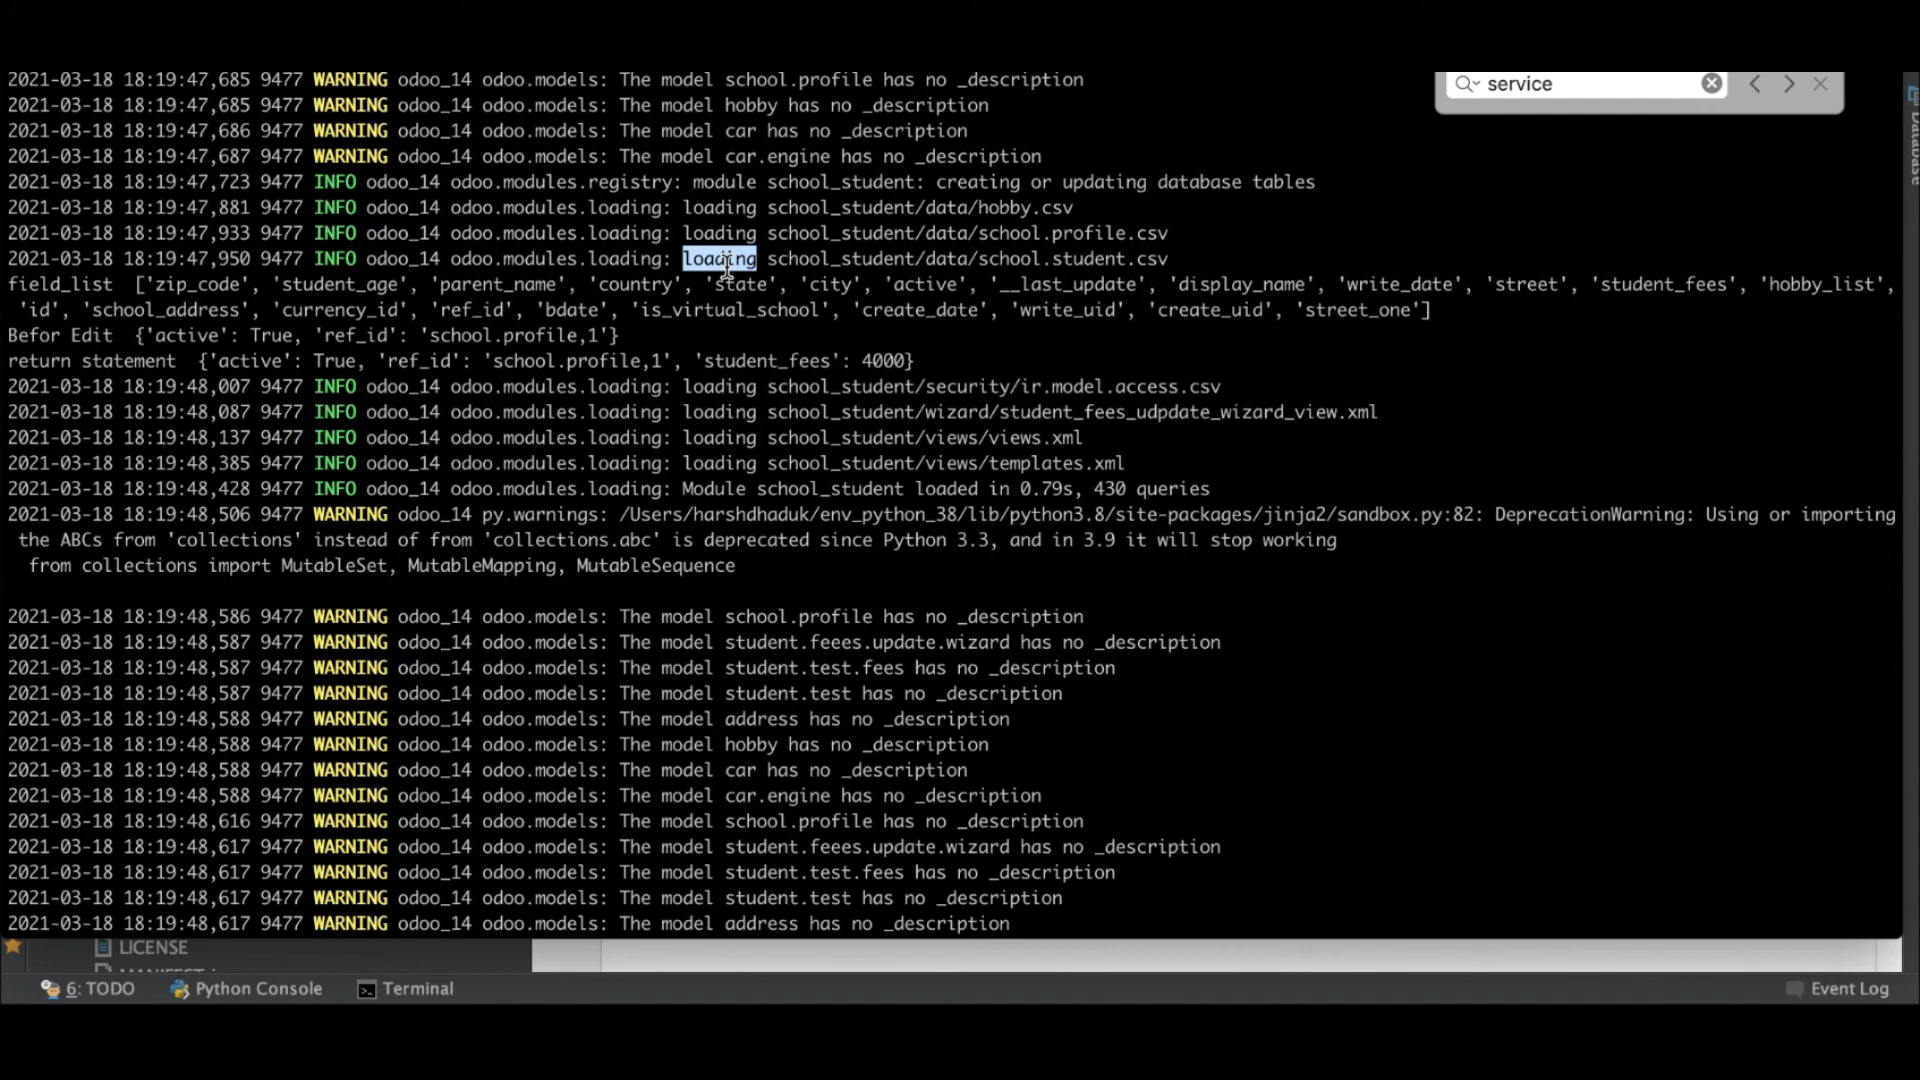 2021-03-18 18:19:47,685 9477 WARNING odoo_14 odoo.models: The model school.profile has no _description
service
2021-03-18 18:19:47,685 9477 WARNING odoo_14 odoo.models: The model hobby has no _description
2021-03-18 18:19:47,686 9477 WARNING odoo_14 odoo.models: The model car has no _description
2021-03-18 18:19:47,687 9477 WARNING odoo_14 odoo.models: The model car.engine has no _description
Database
2021-03-18 18:19:47,723 9477 INFO odoo_14 odoo.modules.registry: module school_student: creating or updating database tables
2021-03-18 18:19:47,881 9477 INFO odoo_14 odoo.modules.loading: loading school_student/data/hobby.csv
2021-03-18 18:19:47,933 9477 INFO odoo_14 odoo.modules.loading: loading school_student/data/school.profile.csv
2021-03-18 18:19:47,950 9477 INFO odoo_14 odoo.modules.loading: loading school_student/data/school.student.csv
field_list ['zip_code', 'student_age', 'parent_name', 'country', 'state', 'city', 'active', '__last_update', 'display_name', 'write_date', 'street', 'student_fees', 'hobby_list',
'id', 'school_address', 'currency_id', 'ref_id', 'bdate', 'is_virtual_school', 'create_date', 'write_uid', 'create_uid', 'street_one']
Befor Edit {'active': True, 'ref_id': 'school.profile,1'}
return statement {'active': True, 'ref_id': 'school.profile,1', 'student_fees': 4000}
2021-03-18 18:19:48,007 9477 INFO odoo_14 odoo.modules.loading: loading school_student/security/ir.model.access.csv
2021-03-18 18:19:48,087 9477 INFO odoo_14 odoo.modules.loading: loading school_student/wizard/student_fees_udpdate_wizard_view.xml
2021-03-18 18:19:48,137 9477 INFO odoo_14 odoo.modules.loading: loading school_student/views/views.xml
2021-03-18 18:19:48,385 9477 INFO odoo_14 odoo.modules.loading: loading school_student/views/templates.xml
2021-03-18 18:19:48,428 9477 INFO odoo_14 odoo.modules.loading: Module school_student loaded in 0.79s, 430 queries
2021-03-18 18:19:48,506 9477 WARNING odoo_14 py.warnings: /Users/harshdhaduk/env_python_38/lib/python3.8/site-packages/jinja2/sandbox.py:82: DeprecationWarning: Using or importing
the ABCs from 'collections' instead of from 'collections.abc' is deprecated since Python 3.3, and in 3.9 it will stop working
from collections import MutableSet, MutableMapping, MutableSequence
2021-03-18 18:19:48,586 9477 WARNING odoo_14 odoo.models: The model school.profile has no _description
2021-03-18 18:19:48,587 9477 WARNING odoo_14 odoo.models: The model student.feees.update.wizard has no _description
2021-03-18 18:19:48,587 9477 WARNING odoo_14 odoo.models: The model student.test.fees has no _description
2021-03-18 18:19:48,587 9477 WARNING odoo_14 odoo.models: The model student.test has no _description
2021-03-18 18:19:48,588 9477 WARNING odoo_14 odoo.models: The model address has no _description
2021-03-18 18:19:48,588 9477 WARNING odoo_14 odoo.models: The model hobby has no _description
2021-03-18 18:19:48,588 9477 WARNING odoo_14 odoo.models: The model car has no _description
2021-03-18 18:19:48,588 9477 WARNING odoo_14 odoo.models: The model car.engine has no _description
2021-03-18 18:19:48,616 9477 WARNING odoo_14 odoo.models: The model school.profile has no _description
2021-03-18 18:19:48,617 9477 WARNING odoo_14 odoo.models: The model student.feees.update.wizard has no _description
2021-03-18 18:19:48,617 9477 WARNING odoo_14 odoo.models: The model student.test.fees has no _description
2021-03-18 18:19:48,617 9477 WARNING odoo_14 odoo.models: The model student.test has no _description
2021-03-18 18:19:48,617 9477 WARNING odoo_14 odoo.models: The model address has no _description
LICENSE
6: TODO Python Console Terminal Event Log